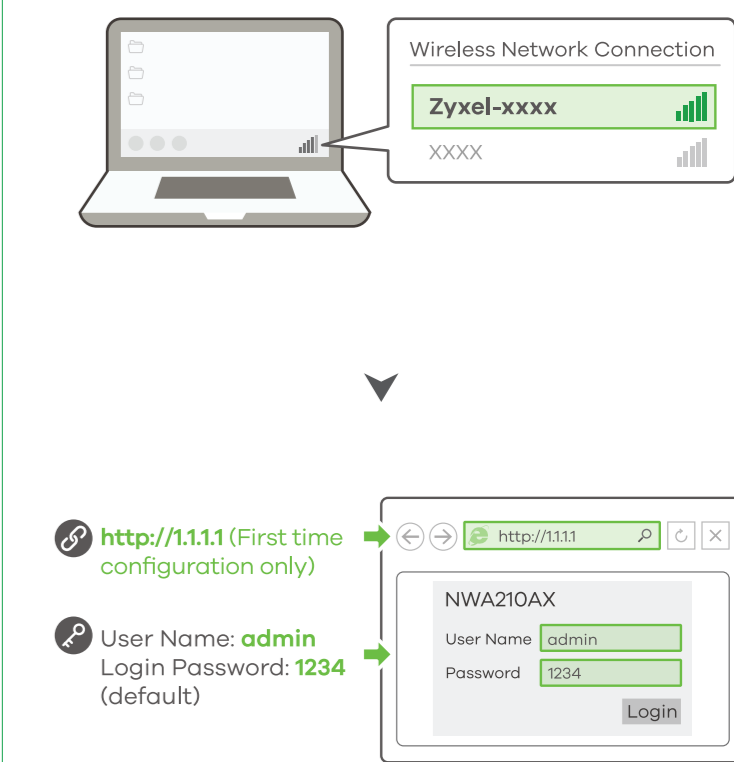 Wireless Network Connection
Zyxel-xxxx
XXXX
http://1.1.1.1 (First time
configuration only)
User Name: admin
Login Password: 1234
(default)
http://1.1.1.1
NWA210AX
User Name admin
Password 1234
Login